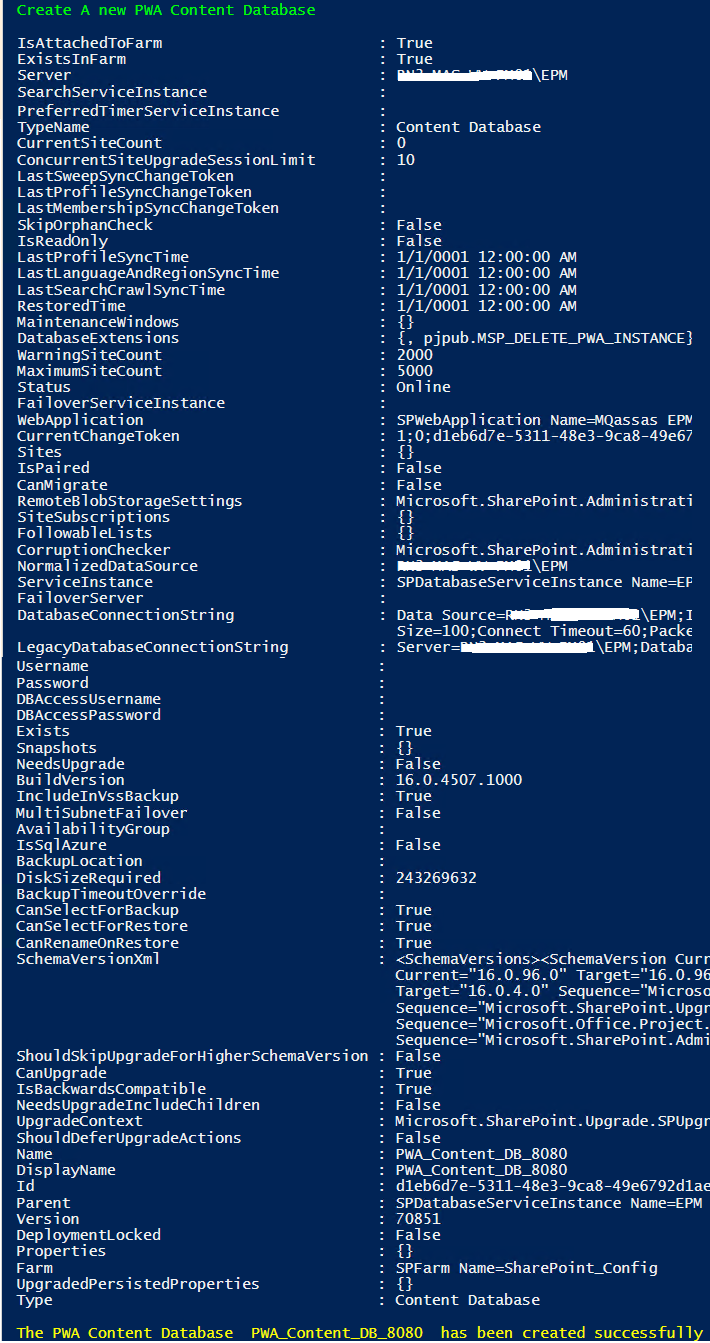 Create A new PWA Content Database
IsAttachedToFarm : True
ExistsInFarm : True
Server : \EPM
SearchServiceInstance :
PreferredTimerServiceInstance :
TypeName : Content Database
CurrentSiteCount : 0
ConcurrentSiteUpgradeSessionLimit : 10
LastSweepSyncChangeToken :
LastProfileSyncChangeToken :
LastMembershipSyncChangeToken :
SkipOrphanCheck : False
IsReadOnly : False
LastProfileSyncTime : 1/1/0001 12:00:00 AM
LastLanguageAndRegionSyncTime : 1/1/0001 12:00:00 AM
LastSearchCrawlSyncTime : 1/1/0001 12:00:00 AM
RestoredTime : 1/1/0001 12:00:00 AM
MaintenanceWindows : {}
DatabaseExtensions : {, pjpub.MSP_DELETE_PWA_INSTANCE}
WarningSiteCount : 2000
MaximumSiteCount : 5000
Status : Online
FailoverServiceInstance :
WebApplication : SPWebApplication Name=MQassas EPM
CurrentChangeToken : 1;0;d1eb6d7e-5311-48e3-9ca8-49e67
Sites : {}
IsPaired : False
CanMigrate : False
RemoteBlobStorageSettings : Microsoft.SharePoint.Administrati
SiteSubscriptions : {}
FollowableLists : {}
CorruptionChecker : Microsoft.SharePoint.Administrati
NormalizedDataSource : \EPM
ServiceInstance : SPDatabaseServiceInstance Name=EP
FailoverServer :
DatabaseConnectionString : Data Source= \EPM;I
Size=100;Connect Timeout=60;Packe
LegacyDatabaseConnectionString : Server= \EPM;Databa
Username :
Password :
DBAccessUsername :
DBAccessPassword :
Exists : True
Snapshots : {}
NeedsUpgrade : False
BuildVersion : 16.0.4507.1000
IncludeInVssBackup : True
MultiSubnetFailover : False
AvailabilityGroup :
IsSqlAzure : False
BackupLocation :
DiskSizeRequired : 243269632
BackupTimeoutOverride :
CanSelectForBackup : True
CanSelectForRestore : True
CanRenameOnRestore : True
SchemaVersionXml : <SchemaVersions><SchemaVersion Curr
Current="16.0.96.0" Target="16.0.96
Target="16.0.4.0" Sequence="Microso
Sequence="Microsoft.SharePoint.Upgr
Sequence="Microsoft.Office.Project.
Sequence="Microsoft.SharePoint.Admi
ShouldSkipUpgradeForHigherSchemaVersion : False
CanUpgrade : True
IsBackwardsCompatible : True
NeedsUpgradeIncludeChildren : False
UpgradeContext : Microsoft.SharePoint.Upgrade.SPUpgr
ShouldDeferUpgradeActions : False
Name : PWA_Content_DB_8080
DisplayName : PWA_Content_DB_8080
Id : d1eb6d7e-5311-48e3-9ca8-49e6792d1ae
Parent : SPDatabaseServiceInstance Name=EPM
Version : 70851
DeploymentLocked : False
Properties : {}
Farm : SPFarm Name=SharePoint_Config
UpgradedPersistedProperties : {}
Type : Content Database
The PWA Content Database PWA_Content_DB_8080 has been created successfully